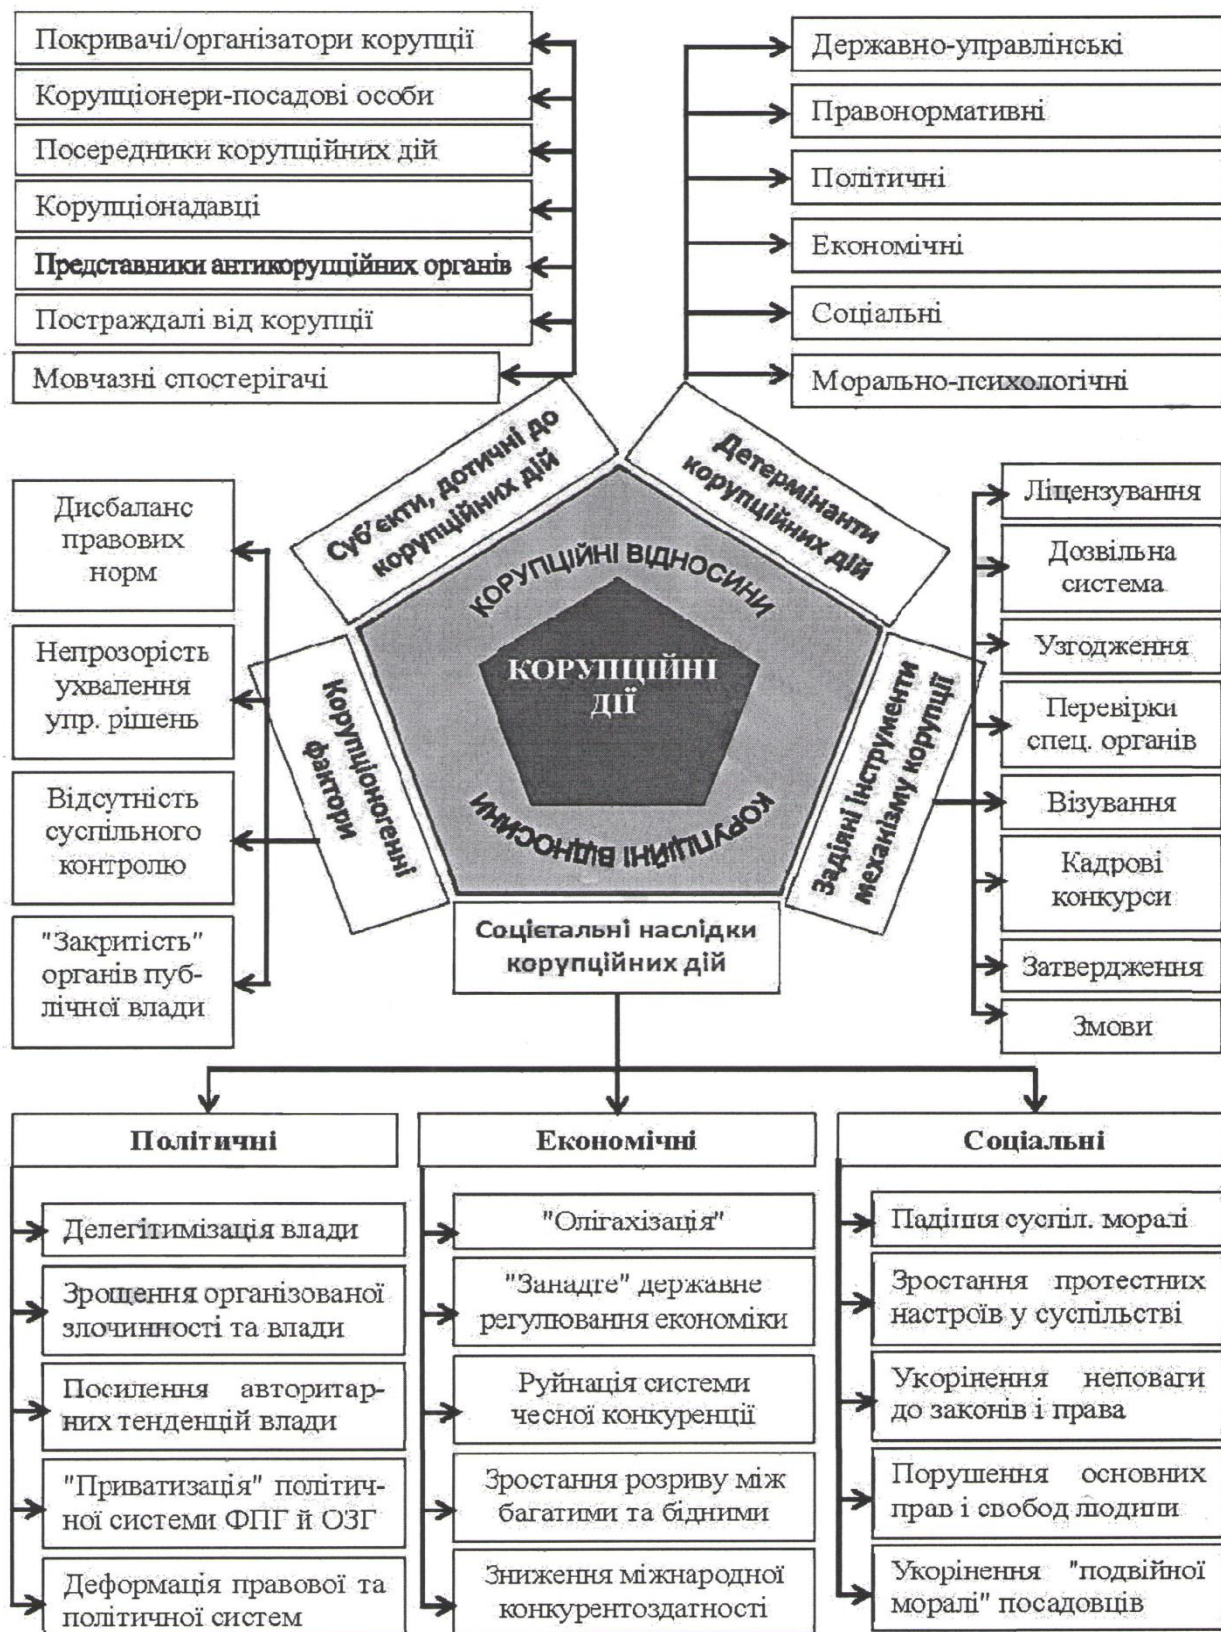 Покривачі/організатори корупції
Корупціонери-посадові особи
Посередники корупційних дій
Корупціонадавці
Представники антикорупційних органів
Постраждалі від корупції
Мовчазні спостерігачі
Державно-управлінські
Правонормативні
Політичні
Економічні
Соціальні
Морально-психологічні
Суб'єкти, дотичні до
корупційних дій
Детермінанти
корупційних дій
Дисбаланс
правових
норм
Непрозорість
ухвалення
упр. рішень
Відсутність
суспільного
контролю
"Закритість"
органів пуб-
лічної влади
Корупціогенні
фактори
КОРУПЦІЙНІ ВІДНОСИНИ
КОРУПЦІЙНІ
ДІЇ
КОРУПЦІЙНІ ВІДНОСИНИ
Задіяні інструменти
механізму корупції
Ліцензування
Дозвільна
система
Узгодження
Перевірки
спец. органів
Візування
Кадрові
конкурси
Затвердження
Змови
Соцієтальні наслідки
корупційних дій
Політичні
Делегітимізація влади
Зрощення організованої
злочинності та влади
Посилення авторитар-
них тенденцій влади
"Приватизація" політич-
ної системи ФПГ й ОЗГ
Деформація правової та
політичної систем
Економічні
"Олігахізація"
"Занадте" державне
регулювання економіки
Руйнація системи
чесної конкуренції
Зростання розриву між
багатими та бідними
Зниження міжнародної
конкурентоздатності
Соціальні
Падіння суспіл. моралі
Зростання протестних
настроїв у суспільстві
Укорінення неповаги
до законів і права
Порушення основних
прав і свобод людини
Укорінення "подвійної
моралі" посадовців